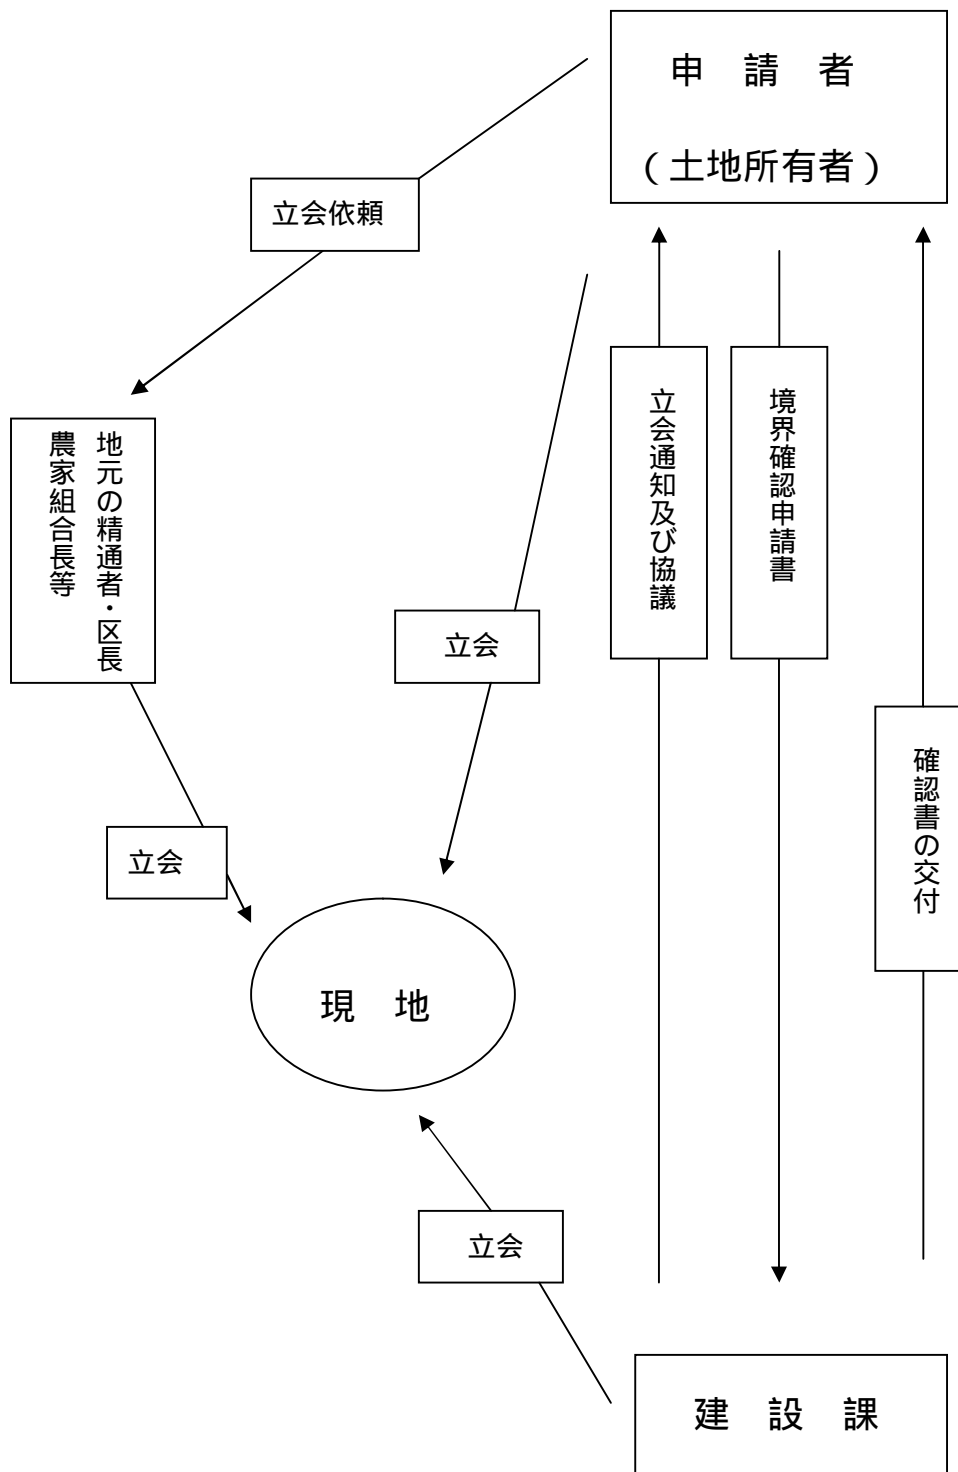 申　請　者
（土地所有者）
立会依頼
地元の精通者・区長
農家組合長等
立会通知及び協議
境界確認申請書
立会
確認書の交付
立会
現　地
立会
建　設　課